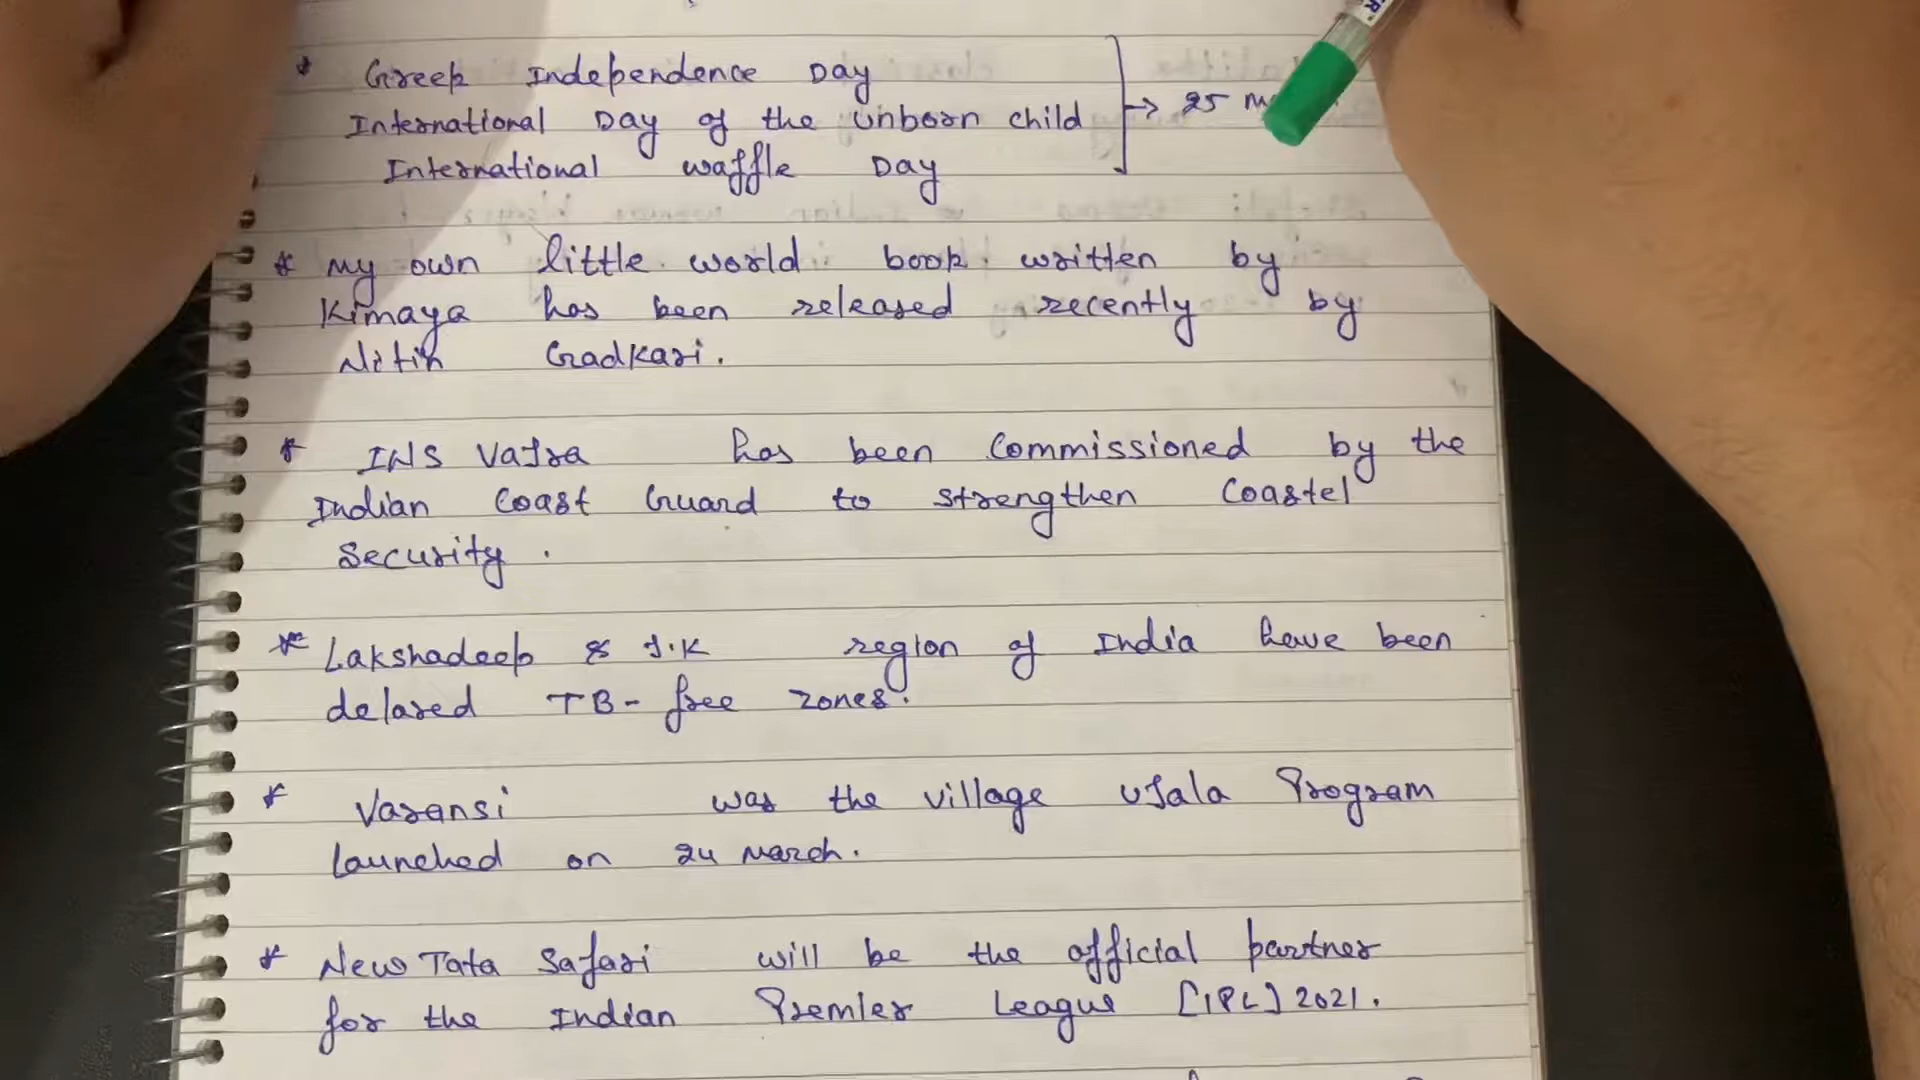 * Greek Independence Day
International Day of the unborn child → 25
International waffle Day
* My own little world book written by
Kimaya has been released recently by
Nitin Gadkari.
* INS VaJra has been Commissioned by the
Indian Coast Guard to strengthen Coastel
Security.
* Lakshadeep & J.K region of India have been
delared TB-free zones.
* Varansi was the village uJala Program
launched on 24 March.
* New Tata Safari will be the official partner
for the Indian Premier League [IPL] 2021.